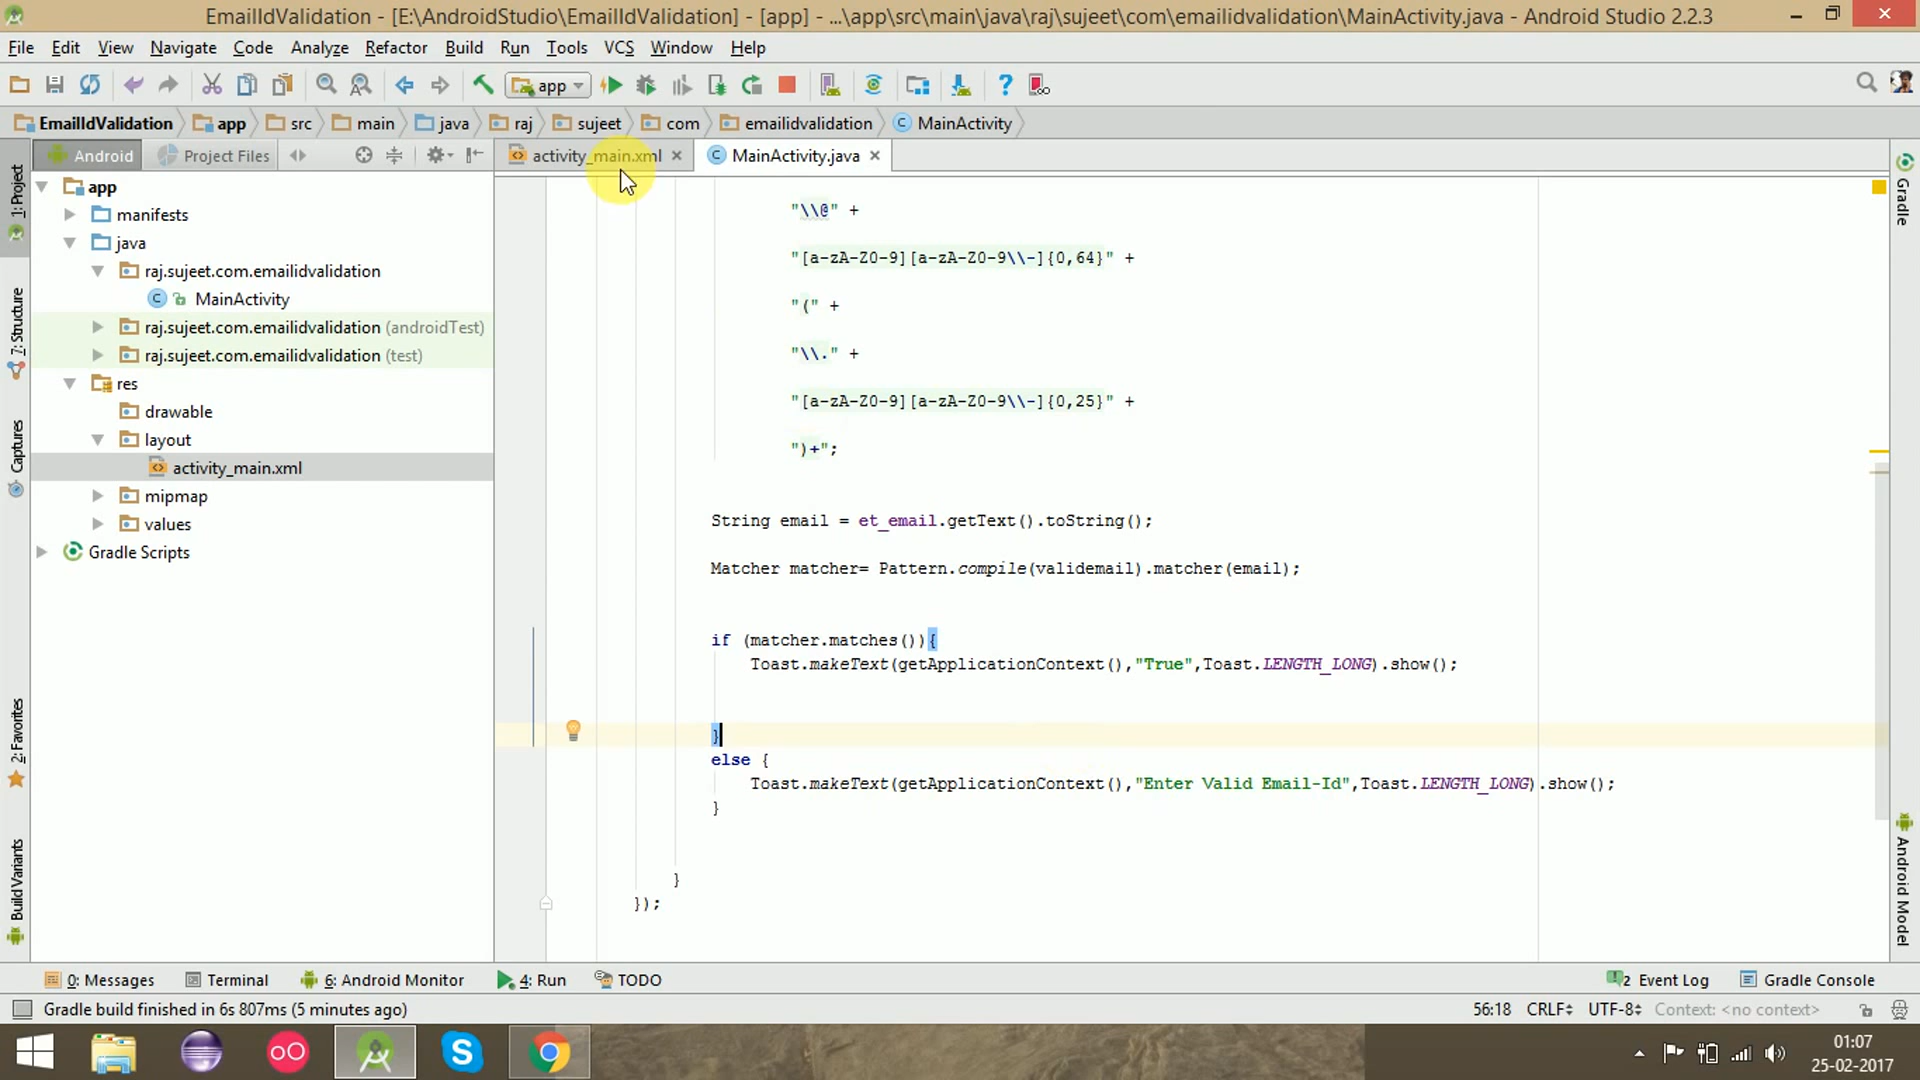 EmailIdValidation - [E:\AndroidStudio\EmailIdValidation] - [app] - ...\app\src\main\java\raj\sujeet\com\emailidvalidation\MainActivity.java - Android Studio 2.2.3
File Edit View Navigate Code Analyze Refactor Build Run Tools VCS Window Help
app
EmailIdValidation app src main java raj sujeet com emailidvalidation MainActivity
Android Project Files
activity_main.xml MainActivity.java
1: Project
7: Structure
Captures
2: Favorites
Build Variants
app
manifests
java
raj.sujeet.com.emailidvalidation
MainActivity
raj.sujeet.com.emailidvalidation (androidTest)
raj.sujeet.com.emailidvalidation (test)
res
drawable
layout
activity_main.xml
mipmap
values
Gradle Scripts
"\\@" +
"[a-zA-Z0-9][a-zA-Z0-9\\-]{0,64}" +
"(" +
"\\." +
"[a-zA-Z0-9][a-zA-Z0-9\\-]{0,25}" +
")+";
String email = et_email.getText().toString();
Matcher matcher= Pattern.compile(validemail).matcher(email);
if (matcher.matches()){
Toast.makeText(getApplicationContext(),"True",Toast.LENGTH_LONG).show();
}
else {
Toast.makeText(getApplicationContext(),"Enter Valid Email-Id",Toast.LENGTH_LONG).show();
}
}
});
Gradle
Android Model
0: Messages Terminal 6: Android Monitor 4: Run TODO 2 Event Log Gradle Console
Gradle build finished in 6s 807ms (5 minutes ago) 56:18 CRLF UTF-8 Context: <no context>
01:07
25-02-2017